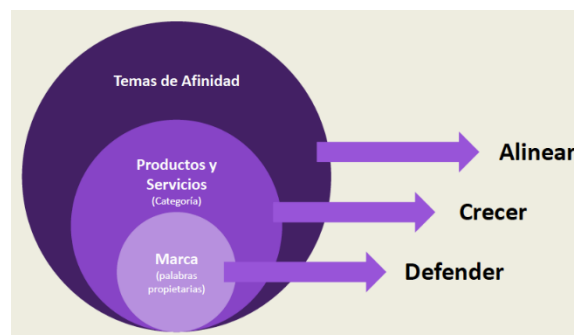 Temas de Afinidad
Alinear
Productos y
Servicios
(Categoría)
Crecer
Marca
(palabras
propietarias)
Defender